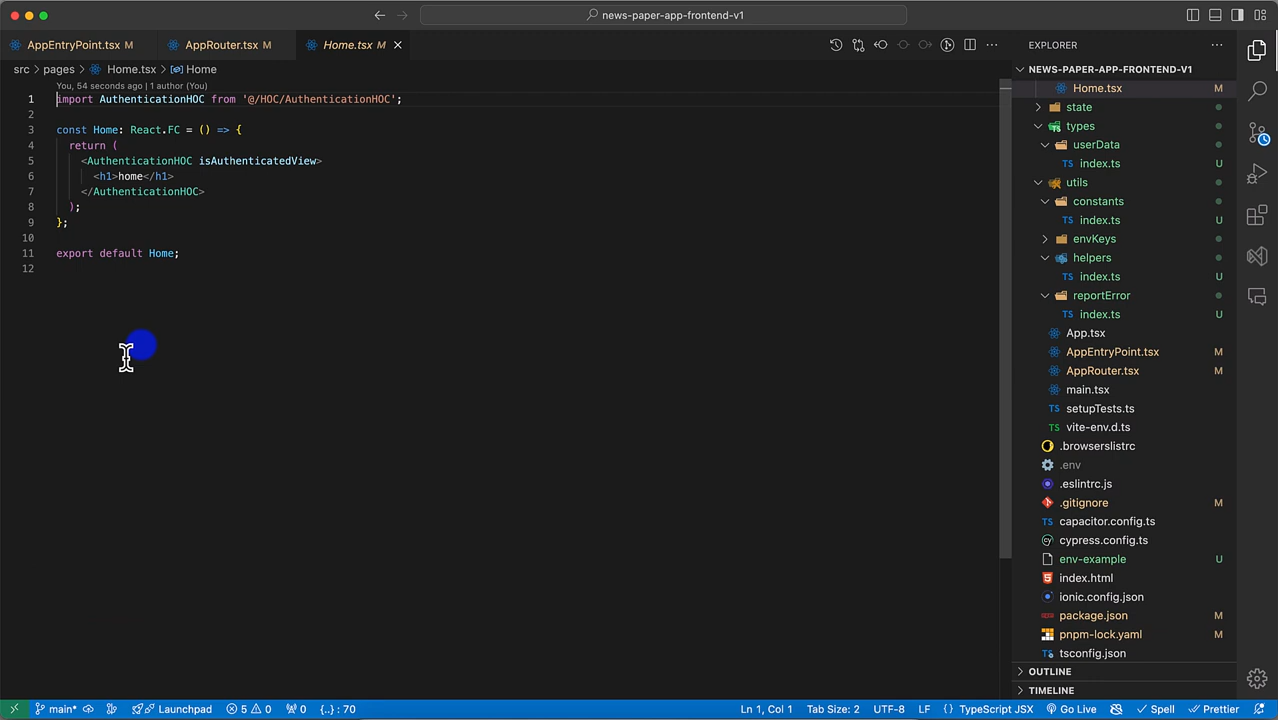 news-paper-app-frontend-v1
AppEntryPoint.tsx M
AppRouter.tsx M
Home.tsx M
src > pages > Home.tsx > Home
You, 54 seconds ago | 1 author (You)
1 import AuthenticationHOC from '@/HOC/AuthenticationHOC';
2
3 const Home: React.FC = () => {
4 return (
5 <AuthenticationHOC isAuthenticatedView>
6 <h1>home</h1>
7 </AuthenticationHOC>
8 );
9 };
10
11 export default Home;
12
EXPLORER
NEWS-PAPER-APP-FRONTEND-V1
Home.tsx M
state
types
userData
index.ts U
utils
constants
index.ts U
envKeys
helpers
index.ts U
reportError
index.ts U
App.tsx
AppEntryPoint.tsx M
AppRouter.tsx M
main.tsx
setupTests.ts
vite-env.d.ts
.browserslistrc
.env
.eslintrc.js
.gitignore M
capacitor.config.ts
cypress.config.ts
env-example U
index.html
ionic.config.json
package.json M
pnpm-lock.yaml M
tsconfig.json
OUTLINE
TIMELINE
main* Launchpad 5 0 0 {..} : 70 Ln 1, Col 1 Tab Size: 2 UTF-8 LF {} TypeScript JSX Go Live Spell Prettier